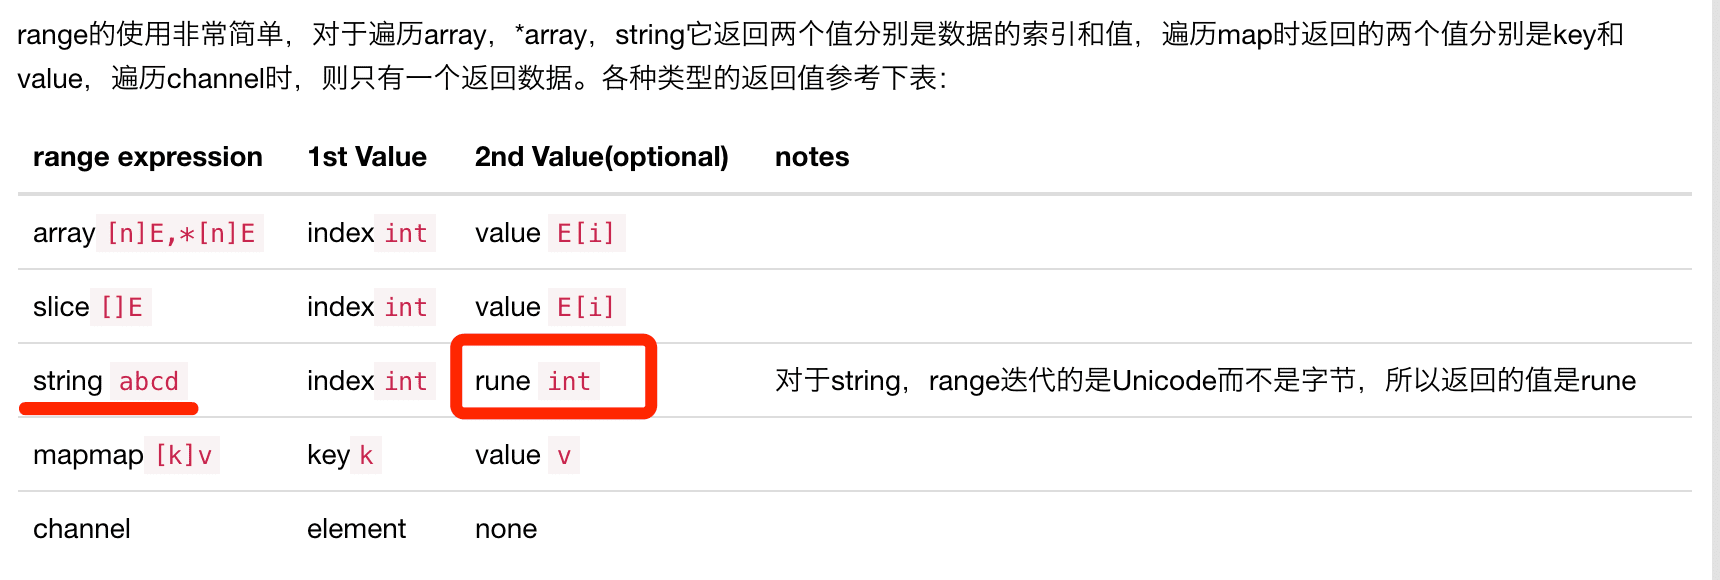 range的使用非常简单，对于遍历array，*array，string它返回两个值分别是数据的索引和值，遍历map时返回的两个值分别是key和
value，遍历channel时，则只有一个返回数据。各种类型的返回值参考下表：
range expression 1st Value 2nd Value(optional) notes
array [n]E,*[n]E index int value E[i]
slice []E index int value E[i]
string abcd index int rune int 对于string，range迭代的是Unicode而不是字节，所以返回的值是rune
mapmap [k]v key k value v
channel element none